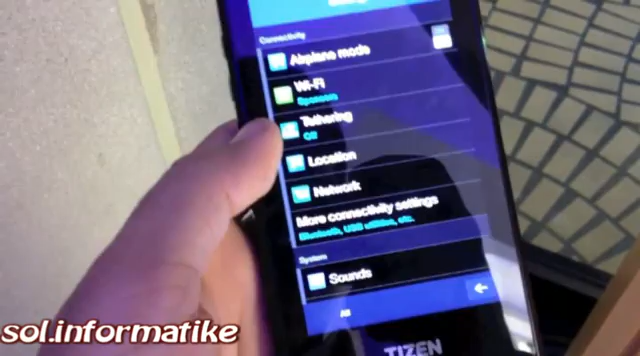 Connectivity
Airplane mode
Wi-Fi
Tethering
Off
Location
Network
More connectivity settings
Bluetooth, USB utilities, etc.
System
Sounds
All
TIZEN
sol.informatike